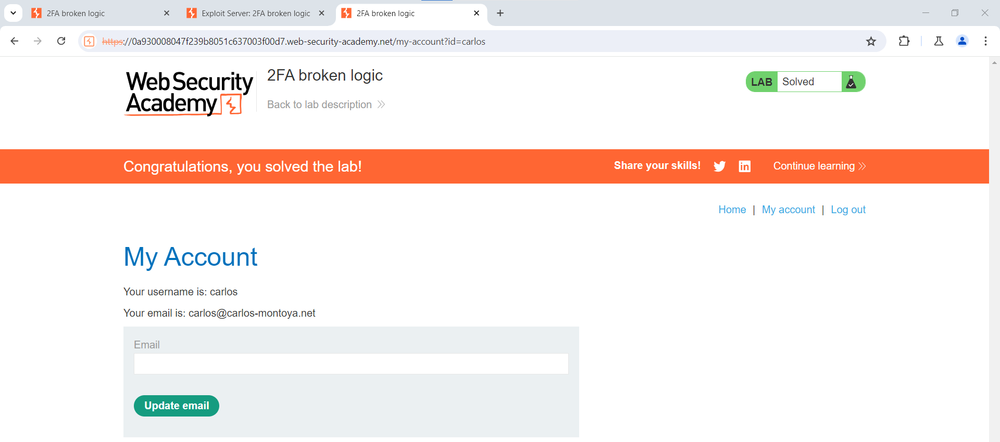 2FA broken logic
Exploit Server: 2FA broken logic
2FA broken logic
https://0a930008047f239b8051c637003f00d7.web-security-academy.net/my-account?id=carlos
Web Security
Academy
2FA broken logic
Back to lab description
LAB Solved
Congratulations, you solved the lab!
Share your skills!
Continue learning
Home | My account | Log out
My Account
Your username is: carlos
Your email is: carlos@carlos-montoya.net
Email
Update email